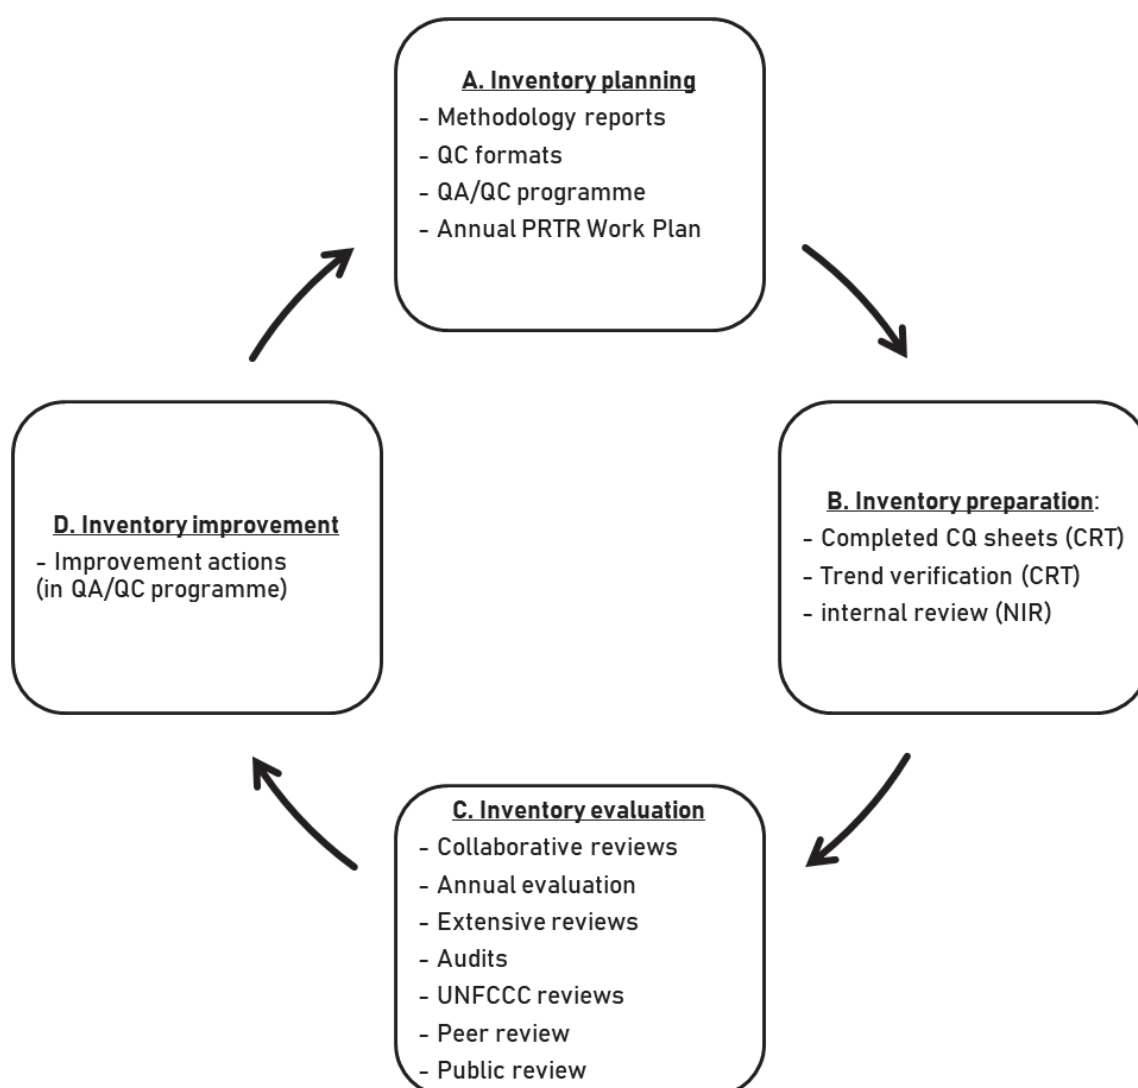 A. Inventory planning
- Methodology reports
- QC formats
- QA/QC programme
- Annual PRTR Work Plan
B. Inventory preparation:
- Completed CQ sheets (CRT)
- Trend verification (CRT)
- internal review (NIR)
C. Inventory evaluation
- Collaborative reviews
- Annual evaluation
- Extensive reviews
- Audits
- UNFCCC reviews
- Peer review
- Public review
D. Inventory improvement
- Improvement actions
(in QA/QC programme)